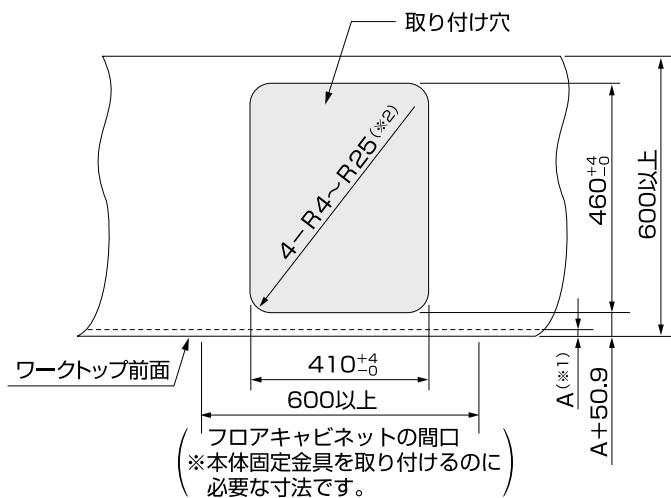 取り付け穴
4-R4~R25(※2)
460+4-0
600以上
ワークトップ前面
410+4-0
600以上
A(※1)
A+50.9
(フロアキャビネットの間口
※本体固定金具を取り付けるのに
必要な寸法です。)